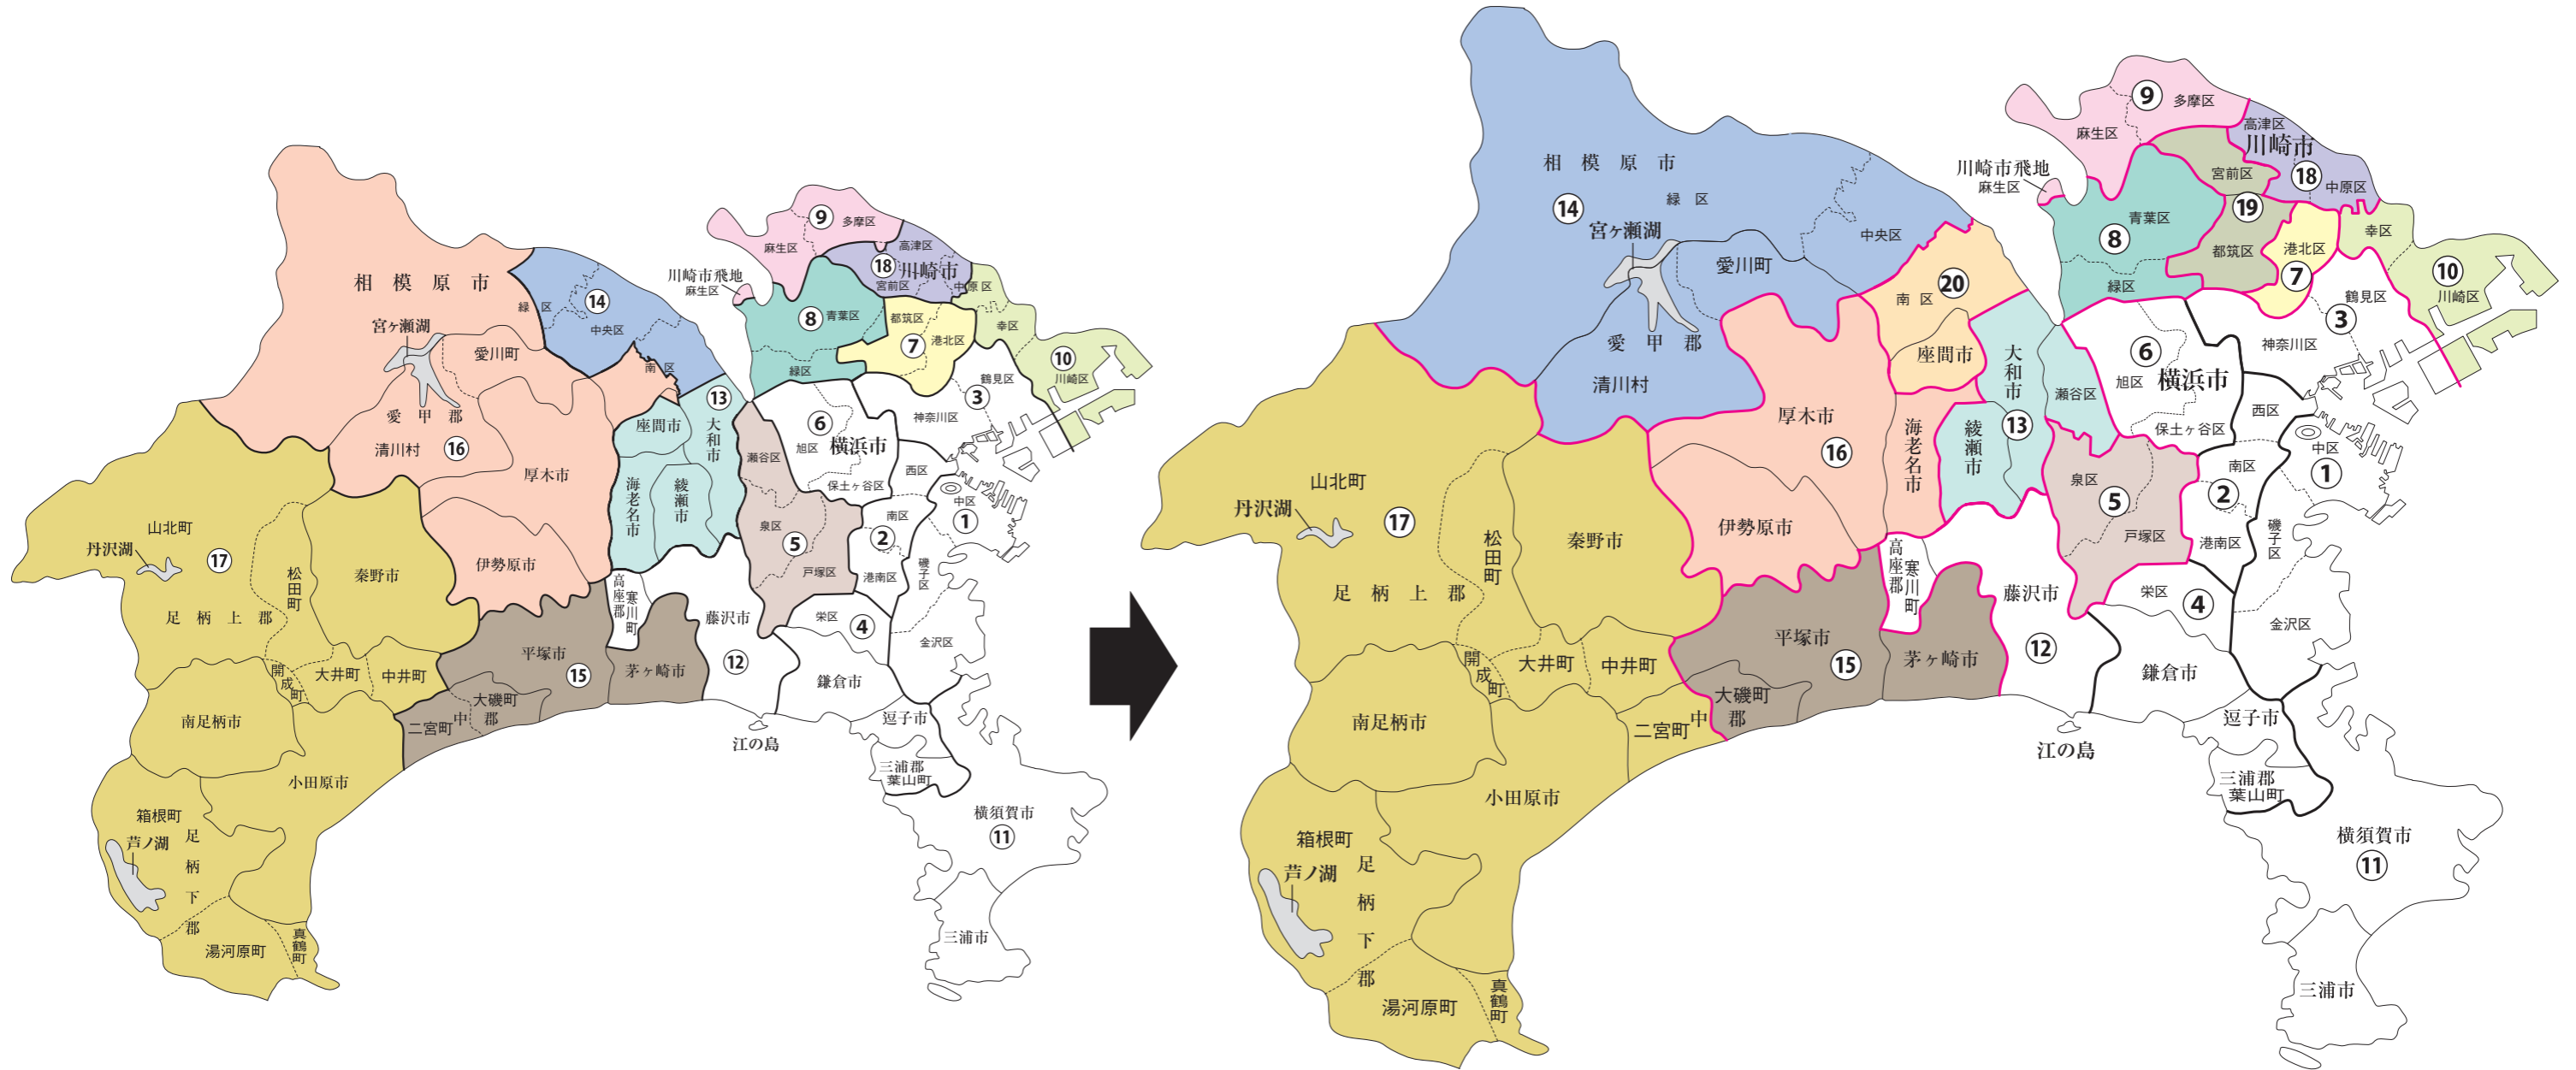 ⑨
多摩区
麻生区
高津区
川崎市
⑱
川崎市飛地
麻生区
宮前区
中原区
相模原市
緑区
⑭
中央区
⑧
青葉区
都筑区
⑦
港北区
幸区
⑩
川崎区
宮ヶ瀬湖
愛川町
南区
緑区
鶴見区
③
神奈川区
⑬
大和市
座間市
愛甲郡
清川村
⑯
厚木市
⑥
旭区
横浜市
瀬谷区
保土ヶ谷区
西区
中区
①
海老名市
綾瀬市
泉区
⑤
戸塚区
南区
②
港南区
磯子区
山北町
丹沢湖
⑰
松田町
秦野市
伊勢原市
足柄上郡
高座郡
寒川町
藤沢市
⑫
栄区
④
金沢区
平塚市
⑮
茅ヶ崎市
開成町
大井町
中井町
大磯町
二宮町
中郡
鎌倉市
江の島
逗子市
三浦郡
葉山町
南足柄市
小田原市
箱根町
芦ノ湖
足柄下郡
湯河原町
真鶴町
横須賀市
⑪
三浦市
⑨
多摩区
麻生区
高津区
川崎市
⑱
中原区
川崎市飛地
麻生区
宮前区
⑲
青葉区
⑧
都筑区
港北区
⑦
幸区
⑩
川崎区
緑区
鶴見区
③
神奈川区
相模原市
⑭
緑区
中央区
宮ヶ瀬湖
愛川町
愛甲郡
清川村
⑳
南区
座間市
大和市
⑬
綾瀬市
瀬谷区
⑥
旭区
横浜市
保土ヶ谷区
西区
中区
①
厚木市
⑯
海老名市
伊勢原市
泉区
⑤
戸塚区
南区
②
港南区
磯子区
山北町
丹沢湖
⑰
松田町
秦野市
足柄上郡
高座郡
寒川町
藤沢市
⑫
栄区
④
金沢区
平塚市
⑮
茅ヶ崎市
開成町
大井町
中井町
大磯町
二宮町
中郡
鎌倉市
江の島
逗子市
三浦郡
葉山町
南足柄市
小田原市
箱根町
芦ノ湖
足柄下郡
湯河原町
真鶴町
横須賀市
⑪
三浦市